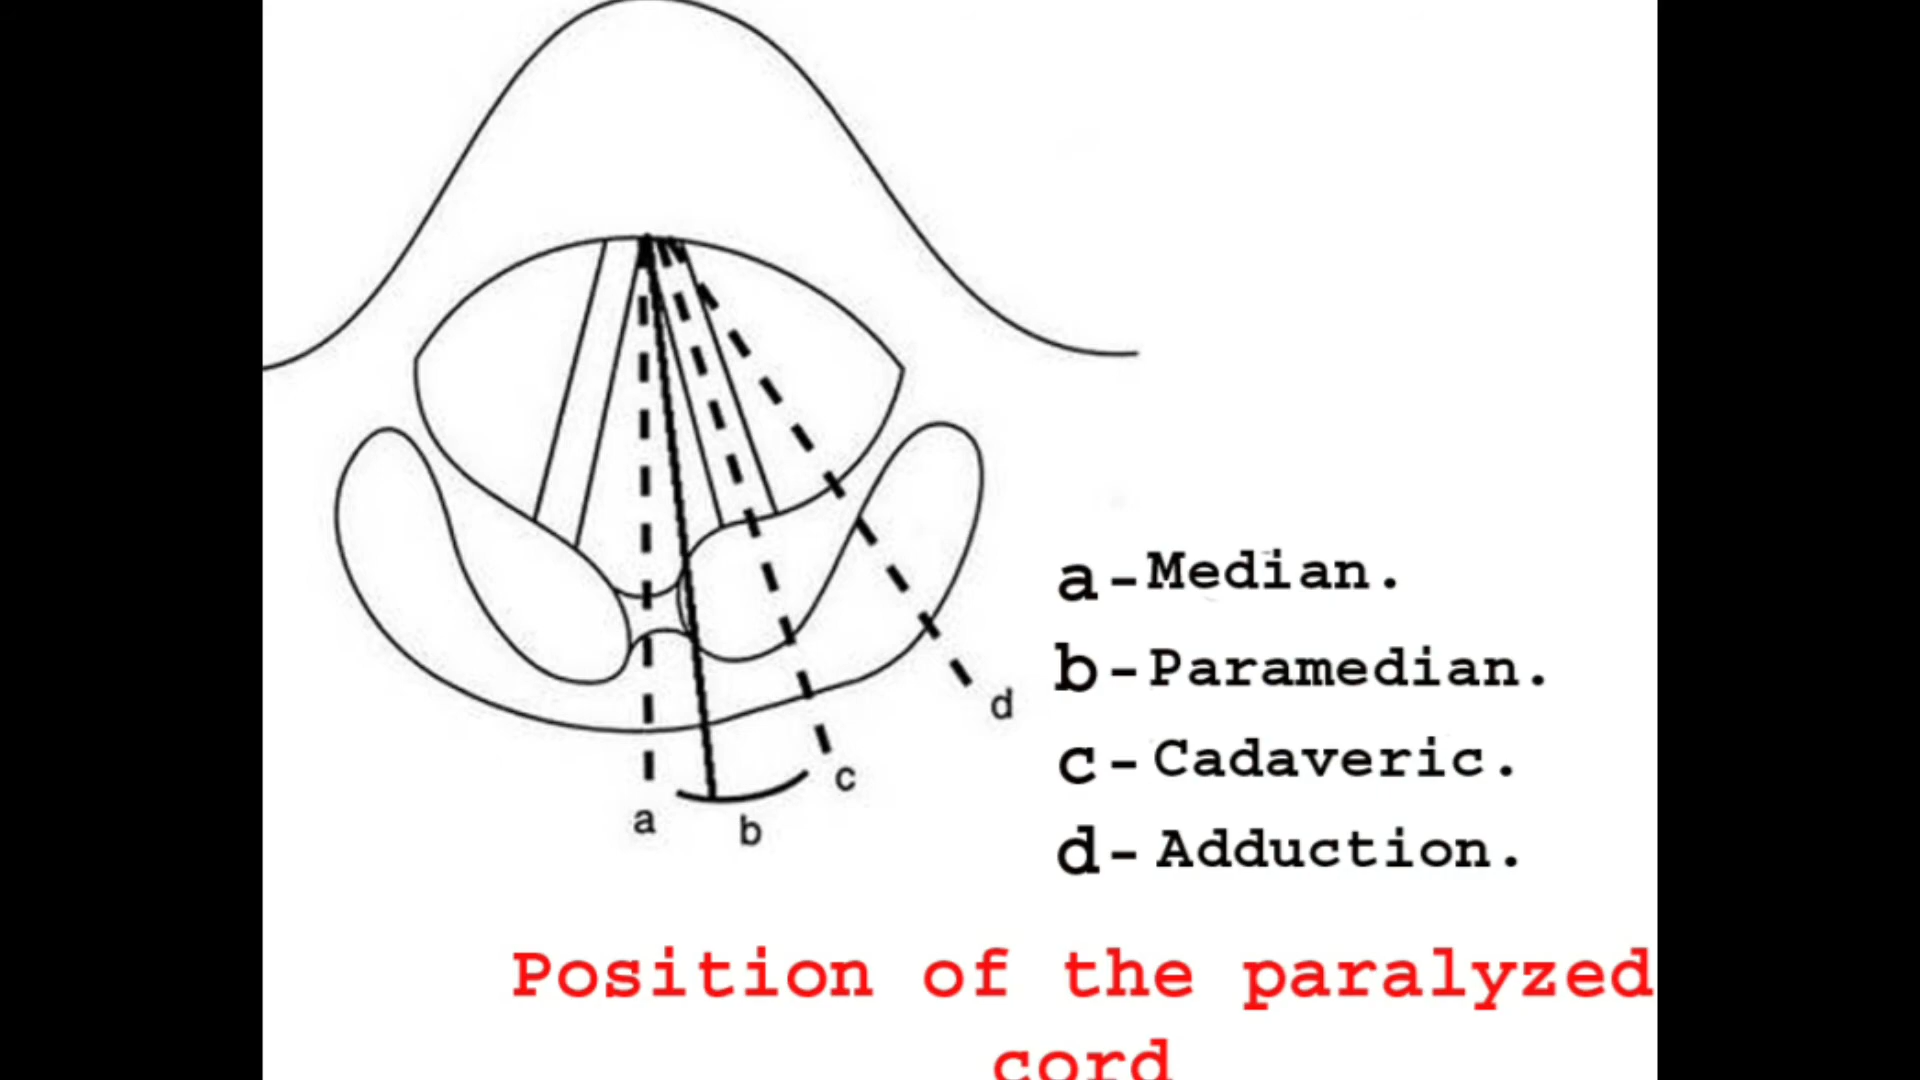 a-Median.
b-Paramedian.
c-Cadaveric.
d-Adduction.
a
b
c
d
Position of the paralyzed
cord